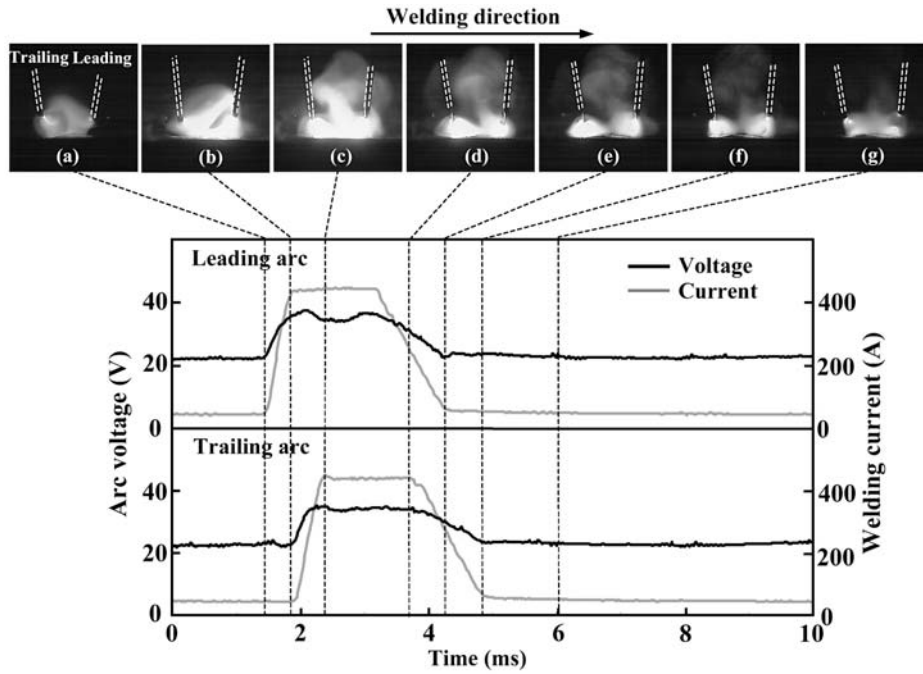 Welding direction
Trailing Leading
(a) (b) (c) (d) (e) (f) (g)
Leading arc
Voltage
Current
40
20
0
400
200
0
Trailing arc
40
20
0
400
200
0
Arc voltage (V)
Welding current (A)
0 2 4 6 8 10
Time (ms)